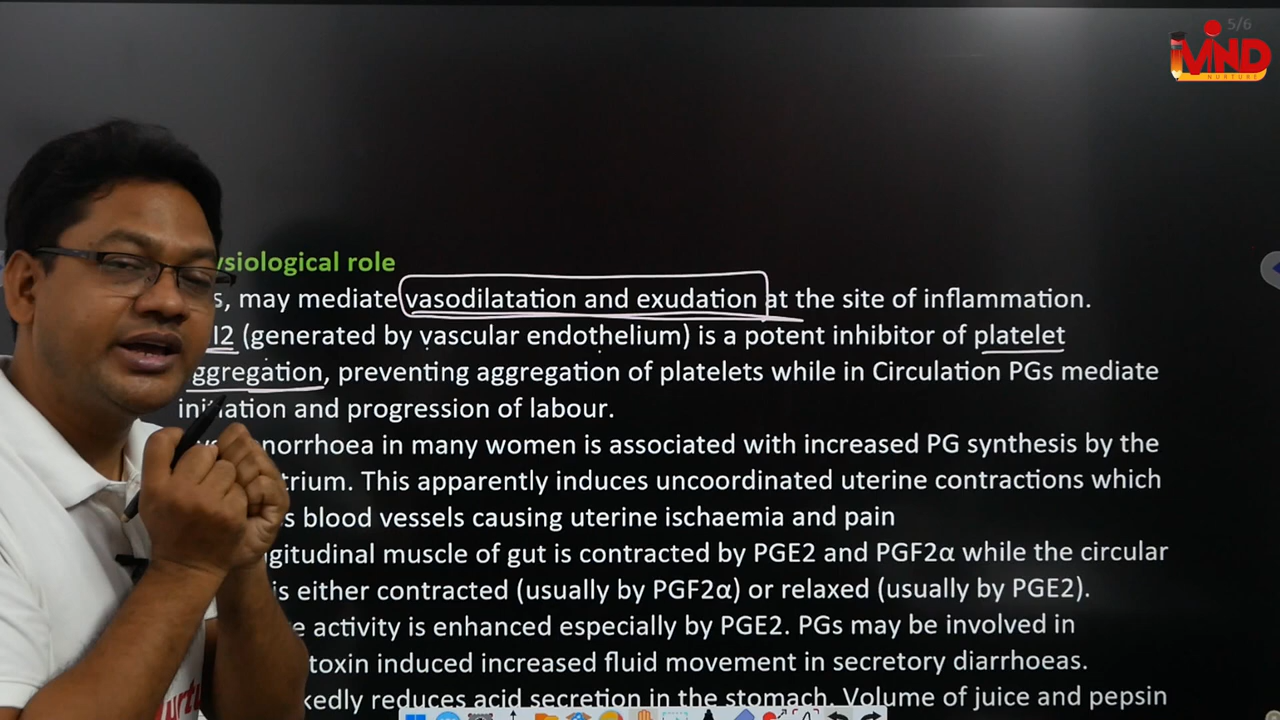 5/6
MIND
NURTURE
ysiological role
s, may mediate vasodilatation and exudation at the site of inflammation.
I2 (generated by vascular endothelium) is a potent inhibitor of platelet
ggregation, preventing aggregation of platelets while in Circulation PGs mediate
initiation and progression of labour.
norrhoea in many women is associated with increased PG synthesis by the
trium. This apparently induces uncoordinated uterine contractions which
s blood vessels causing uterine ischaemia and pain
gitudinal muscle of gut is contracted by PGE2 and PGF2α while the circular
is either contracted (usually by PGF2α) or relaxed (usually by PGE2).
e activity is enhanced especially by PGE2. PGs may be involved in
toxin induced increased fluid movement in secretory diarrhoeas.
kedly reduces acid secretion in the stomach. Volume of juice and pepsin